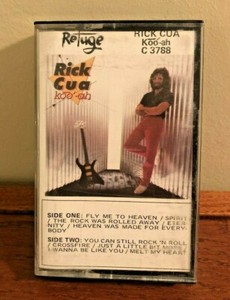 Refuge
RICK CUA
Koo-ah
C 3788
Rick
Cua
Koo-ah
SIDE ONE: FLY ME TO HEAVEN / SPIRIT
/ THE ROCK WAS ROLLED AWAY / ETER-
NITY / HEAVEN WAS MADE FOR EVERY-
BODY
SIDE TWO: YOU CAN STILL ROCK 'N ROLL
/ CROSSFIRE / JUST A LITTLE BIT MORE /
I WANNA BE LIKE YOU / MELT MY HEART